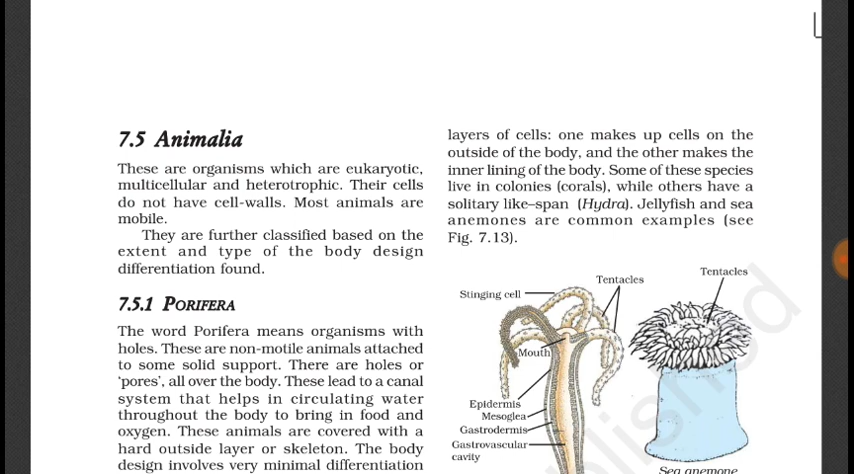 7.5 Animalia
These are organisms which are eukaryotic,
multicellular and heterotrophic. Their cells
do not have cell-walls. Most animals are
mobile.
They are further classified based on the
extent and type of the body design
differentiation found.
7.5.1 PORIFERA
The word Porifera means organisms with
holes. These are non-motile animals attached
to some solid support. There are holes or
‘pores’, all over the body. These lead to a canal
system that helps in circulating water
throughout the body to bring in food and
oxygen. These animals are covered with a
hard outside layer or skeleton. The body
design involves very minimal differentiation
layers of cells: one makes up cells on the
outside of the body, and the other makes the
inner lining of the body. Some of these species
live in colonies (corals), while others have a
solitary like–span (Hydra). Jellyfish and sea
anemones are common examples (see
Fig. 7.13).
Stinging cell
Tentacles
Mouth
Epidermis
Mesoglea
Gastrodermis
Gastrovascular
cavity
Tentacles
Sea anemone